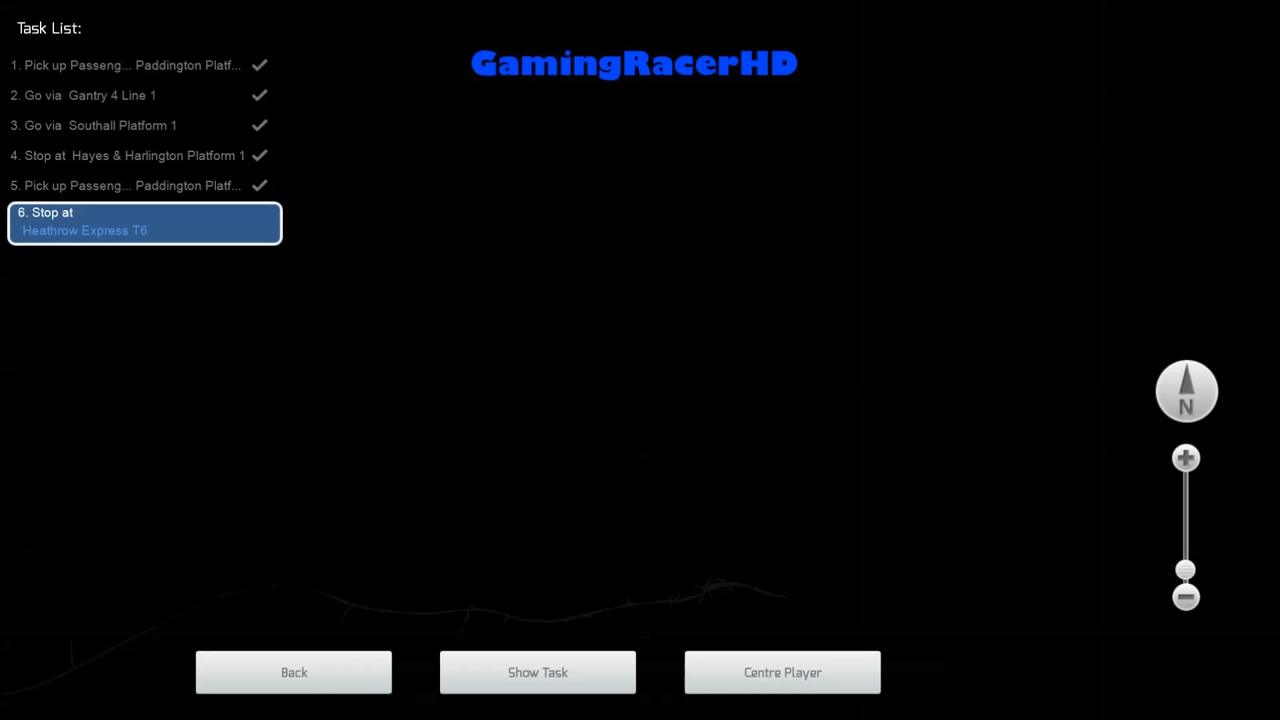 Task List:
GamingRacerHD
1. Pick up Passeng... Paddington Platf...
2. Go via Gantry 4 Line 1
3. Go via Southall Platform 1
4. Stop at Hayes & Harlington Platform 1
5. Pick up Passeng... Paddington Platf...
6. Stop at
Heathrow Express T6
N
Back
Show Task
Centre Player